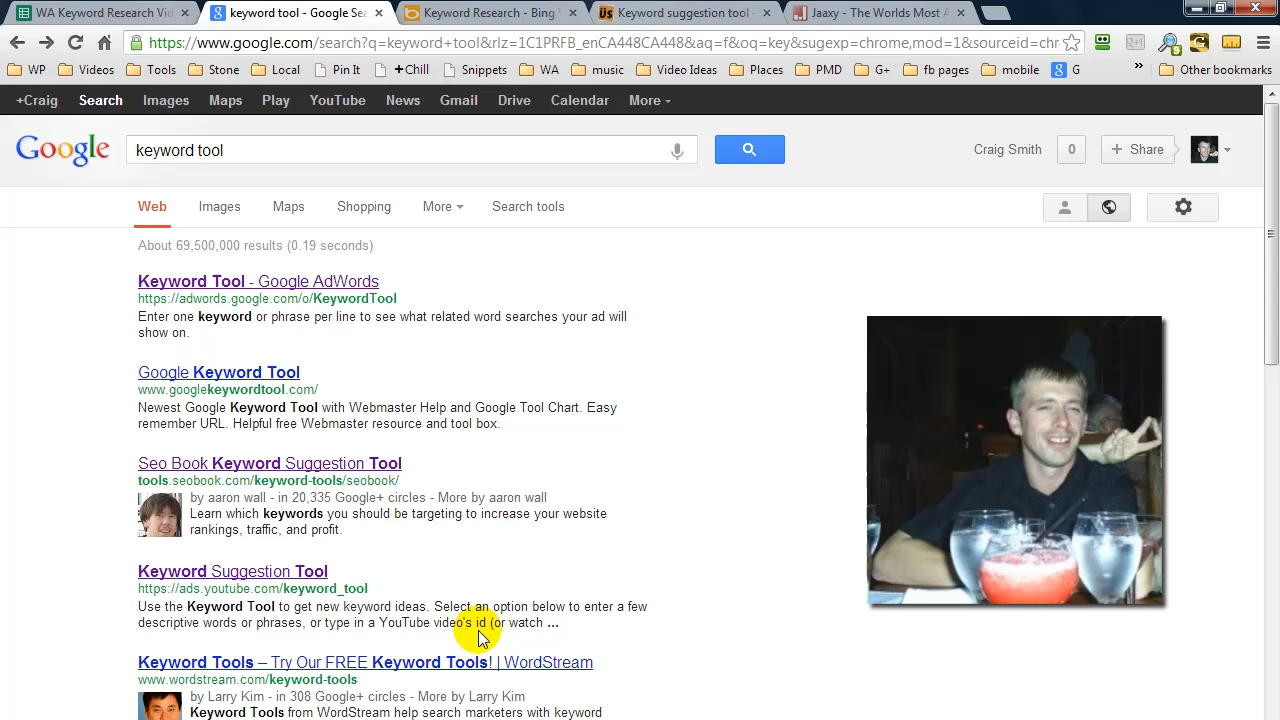 WA Keyword Research Vid
keyword tool - Google Sea
Keyword Research - Bing
Keyword suggestion tool -
Jaaxy - The Worlds Most A
https://www.google.com/search?q=keyword+tool&rlz=1C1PRFB_enCA448CA448&aq=f&oq=key&sugexp=chrome,mod=1&sourceid=chr
WP Videos Tools Stone Local Pin It +Chill Snippets WA music Video Ideas Places PMD G+ fb pages mobile G » Other bookmarks
+Craig Search Images Maps Play YouTube News Gmail Drive Calendar More
Google keyword tool Craig Smith 0 + Share
Web Images Maps Shopping More Search tools
About 69,500,000 results (0.19 seconds)
Keyword Tool - Google AdWords
https://adwords.google.com/o/KeywordTool
Enter one keyword or phrase per line to see what related word searches your ad will
show on.
Google Keyword Tool
www.googlekeywordtool.com/
Newest Google Keyword Tool with Webmaster Help and Google Tool Chart. Easy
remember URL. Helpful free Webmaster resource and tool box.
Seo Book Keyword Suggestion Tool
tools.seobook.com/keyword-tools/seobook/
by aaron wall - in 20,335 Google+ circles - More by aaron wall
Learn which keywords you should be targeting to increase your website
rankings, traffic, and profit.
Keyword Suggestion Tool
https://ads.youtube.com/keyword_tool
Use the Keyword Tool to get new keyword ideas. Select an option below to enter a few
descriptive words or phrases, or type in a YouTube video's id (or watch ...
Keyword Tools – Try Our FREE Keyword Tools! | WordStream
www.wordstream.com/keyword-tools
by Larry Kim - in 308 Google+ circles - More by Larry Kim
Keyword Tools from WordStream help search marketers with keyword